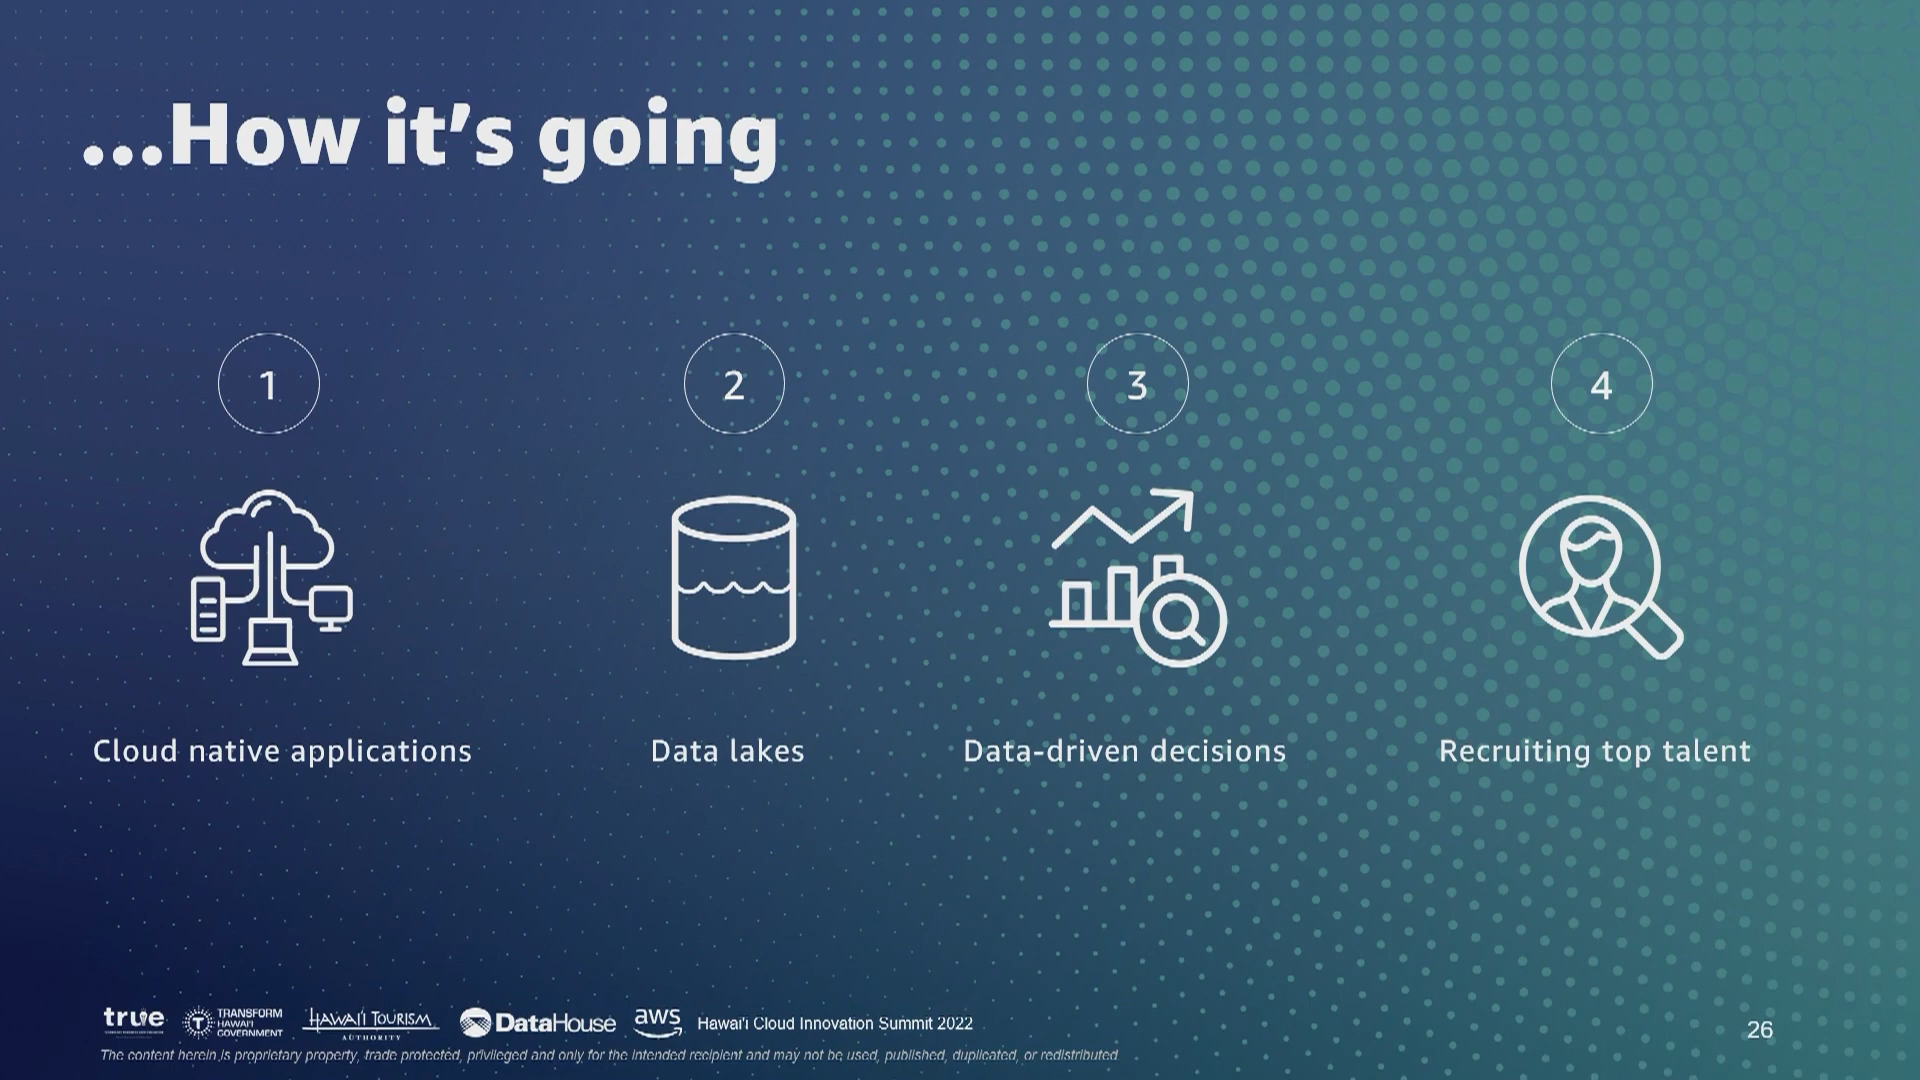 ...How it’s going
1
2
3
4
Cloud native applications
Data lakes
Data-driven decisions
Recruiting top talent
true
T
TRANSFORM
HAWAI'I
GOVERNMENT
HAWAI'I TOURISM
AUTHORITY
DataHouse
aws
Hawai'i Cloud Innovation Summit 2022
26
The content herein is proprietary property, trade protected, privileged and only for the intended recipient and may not be used, published, duplicated, or redistributed